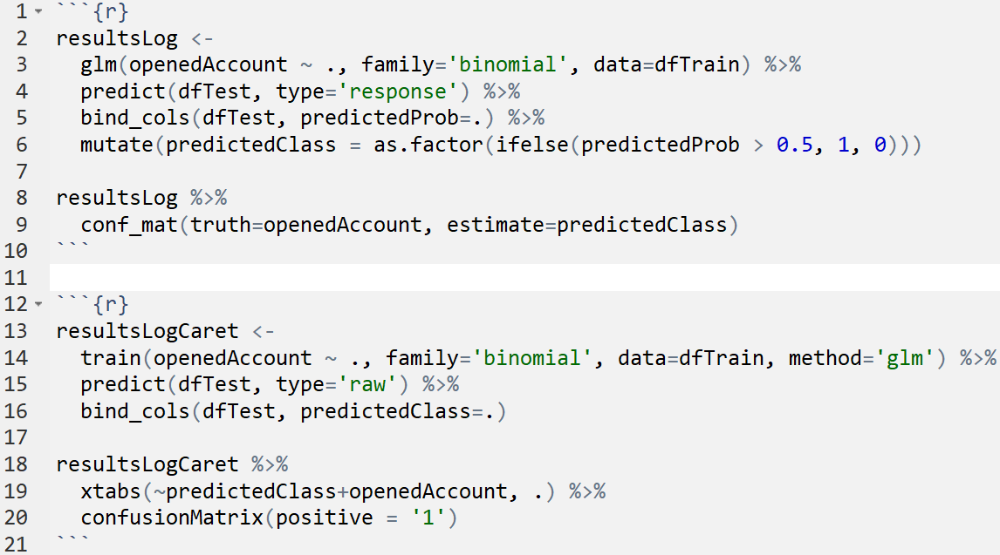 1 ```{r}
2 resultsLog <-
3   glm(openedAccount ~ ., family='binomial', data=dfTrain) %>%
4   predict(dfTest, type='response') %>%
5   bind_cols(dfTest, predictedProb=.) %>%
6   mutate(predictedClass = as.factor(ifelse(predictedProb > 0.5, 1, 0)))
7
8 resultsLog %>%
9   conf_mat(truth=openedAccount, estimate=predictedClass)
10 ```
11
12 ```{r}
13 resultsLogCaret <-
14   train(openedAccount ~ ., family='binomial', data=dfTrain, method='glm') %>%
15   predict(dfTest, type='raw') %>%
16   bind_cols(dfTest, predictedClass=.)
17
18 resultsLogCaret %>%
19   xtabs(~predictedClass+openedAccount, .) %>%
20   confusionMatrix(positive = '1')
21 ```